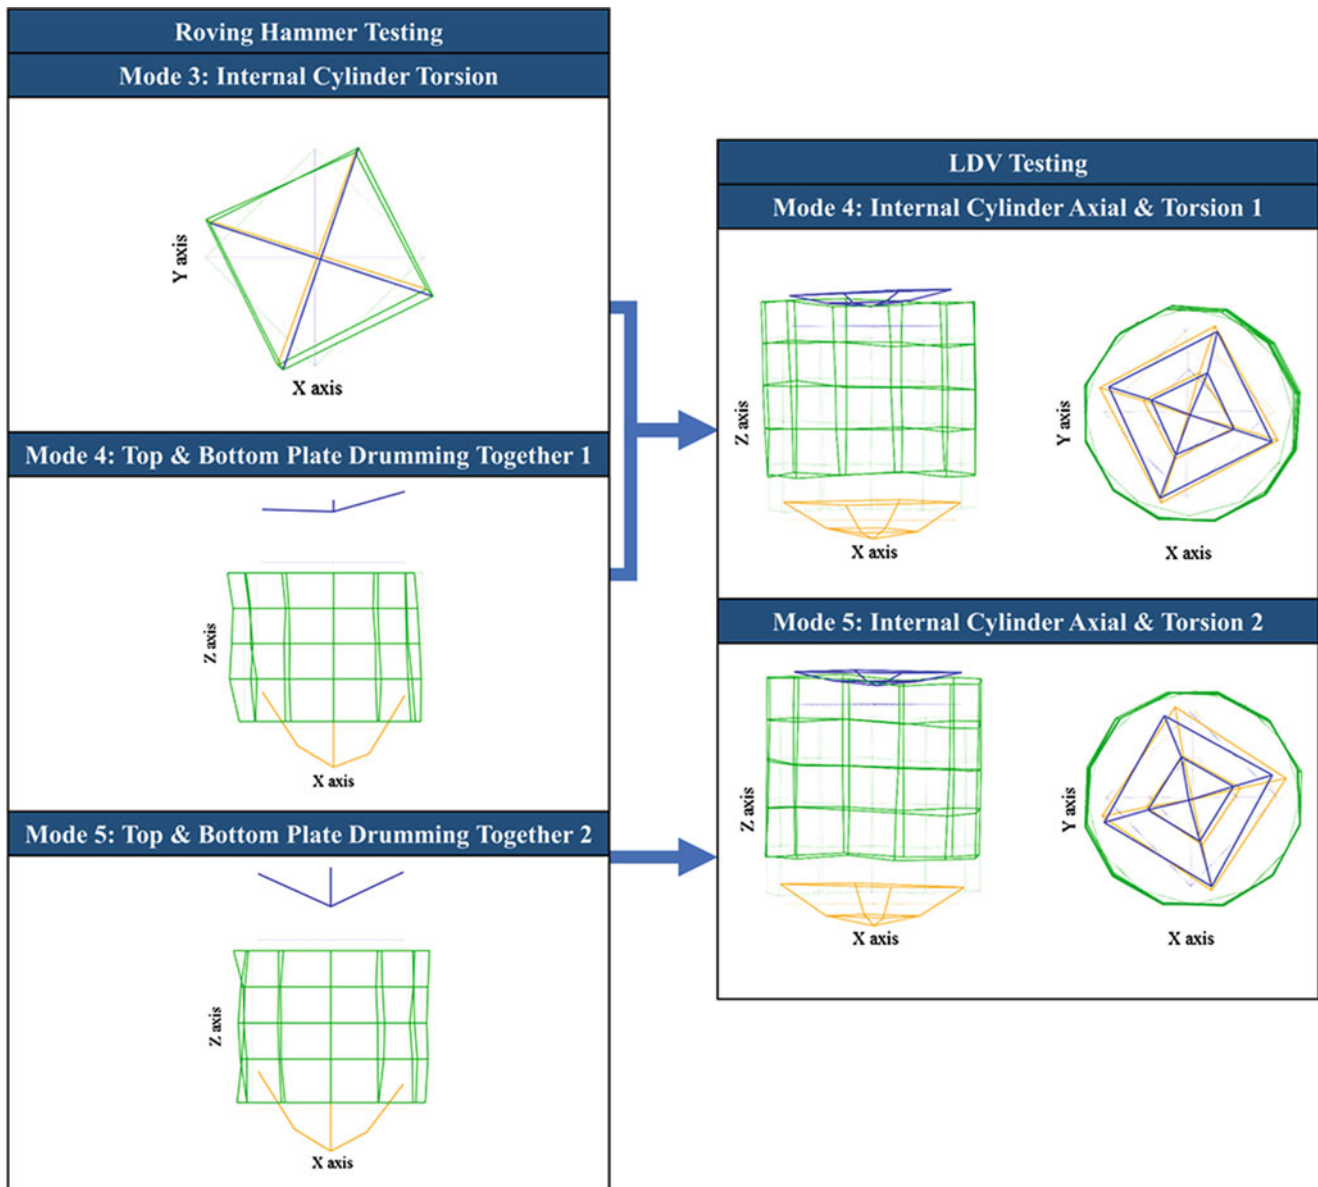 Roving Hammer Testing
Mode 3: Internal Cylinder Torsion
Y axis
X axis
Mode 4: Top & Bottom Plate Drumming Together 1
Z axis
X axis
Mode 5: Top & Bottom Plate Drumming Together 2
Z axis
X axis
LDV Testing
Mode 4: Internal Cylinder Axial & Torsion 1
Z axis
X axis
Y axis
X axis
Mode 5: Internal Cylinder Axial & Torsion 2
Z axis
X axis
Y axis
X axis